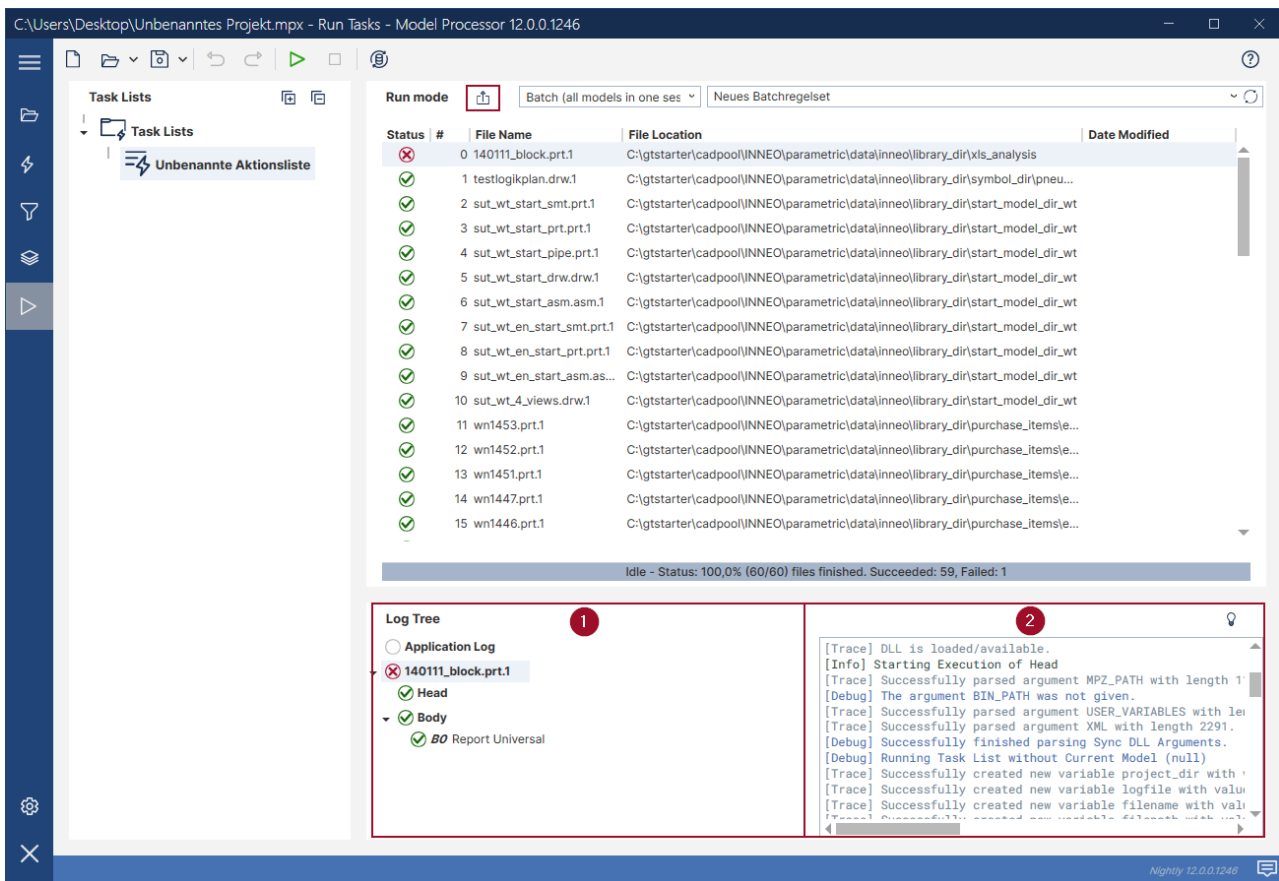 C:\Users\Desktop\Unbenanntes Projekt.mpx - Run Tasks - Model Processor 12.0.0.1246
Task Lists
Task Lists
Unbenannte Aktionsliste
Run mode Batch (all models in one ses Neues Batchregelset
Status # File Name File Location Date Modified
0 140111_block.prt.1 C:\gtstarter\cadpool\INNEO\parametric\data\inneo\library_dir\xls_analysis
1 testlogikplan.drw.1 C:\gtstarter\cadpool\INNEO\parametric\data\inneo\library_dir\symbol_dir\pneu...
2 sut_wt_start_smt.prt.1 C:\gtstarter\cadpool\INNEO\parametric\data\inneo\library_dir\start_model_dir_wt
3 sut_wt_start_prt.prt.1 C:\gtstarter\cadpool\INNEO\parametric\data\inneo\library_dir\start_model_dir_wt
4 sut_wt_start_pipe.prt.1 C:\gtstarter\cadpool\INNEO\parametric\data\inneo\library_dir\start_model_dir_wt
5 sut_wt_start_drw.drw.1 C:\gtstarter\cadpool\INNEO\parametric\data\inneo\library_dir\start_model_dir_wt
6 sut_wt_start_asm.asm.1 C:\gtstarter\cadpool\INNEO\parametric\data\inneo\library_dir\start_model_dir_wt
7 sut_wt_en_start_smt.prt.1 C:\gtstarter\cadpool\INNEO\parametric\data\inneo\library_dir\start_model_dir_wt
8 sut_wt_en_start_prt.prt.1 C:\gtstarter\cadpool\INNEO\parametric\data\inneo\library_dir\start_model_dir_wt
9 sut_wt_en_start_asm.as... C:\gtstarter\cadpool\INNEO\parametric\data\inneo\library_dir\start_model_dir_wt
10 sut_wt_4_views.drw.1 C:\gtstarter\cadpool\INNEO\parametric\data\inneo\library_dir\start_model_dir_wt
11 wn1453.prt.1 C:\gtstarter\cadpool\INNEO\parametric\data\inneo\library_dir\purchase_items\e...
12 wn1452.prt.1 C:\gtstarter\cadpool\INNEO\parametric\data\inneo\library_dir\purchase_items\e...
13 wn1451.prt.1 C:\gtstarter\cadpool\INNEO\parametric\data\inneo\library_dir\purchase_items\e...
14 wn1447.prt.1 C:\gtstarter\cadpool\INNEO\parametric\data\inneo\library_dir\purchase_items\e...
15 wn1446.prt.1 C:\gtstarter\cadpool\INNEO\parametric\data\inneo\library_dir\purchase_items\e...
Idle - Status: 100,0% (60/60) files finished. Succeeded: 59, Failed: 1
Log Tree 1
Application Log
140111_block.prt.1
Head
Body
BO Report Universal
2
[Trace] DLL is loaded/available.
[Info] Starting Execution of Head
[Trace] Successfully parsed argument MPZ_PATH with length
[Debug] The argument BIN_PATH was not given.
[Trace] Successfully parsed argument USER_VARIABLES with
[Trace] Successfully parsed argument XML with length 2291.
[Debug] Successfully finished parsing Sync DLL Arguments.
[Debug] Running Task List without Current Model (null)
[Trace] Successfully created new variable project_dir with
[Trace] Successfully created new variable logfile with
[Trace] Successfully created new variable filename with
Nightly 12.0.0.1246